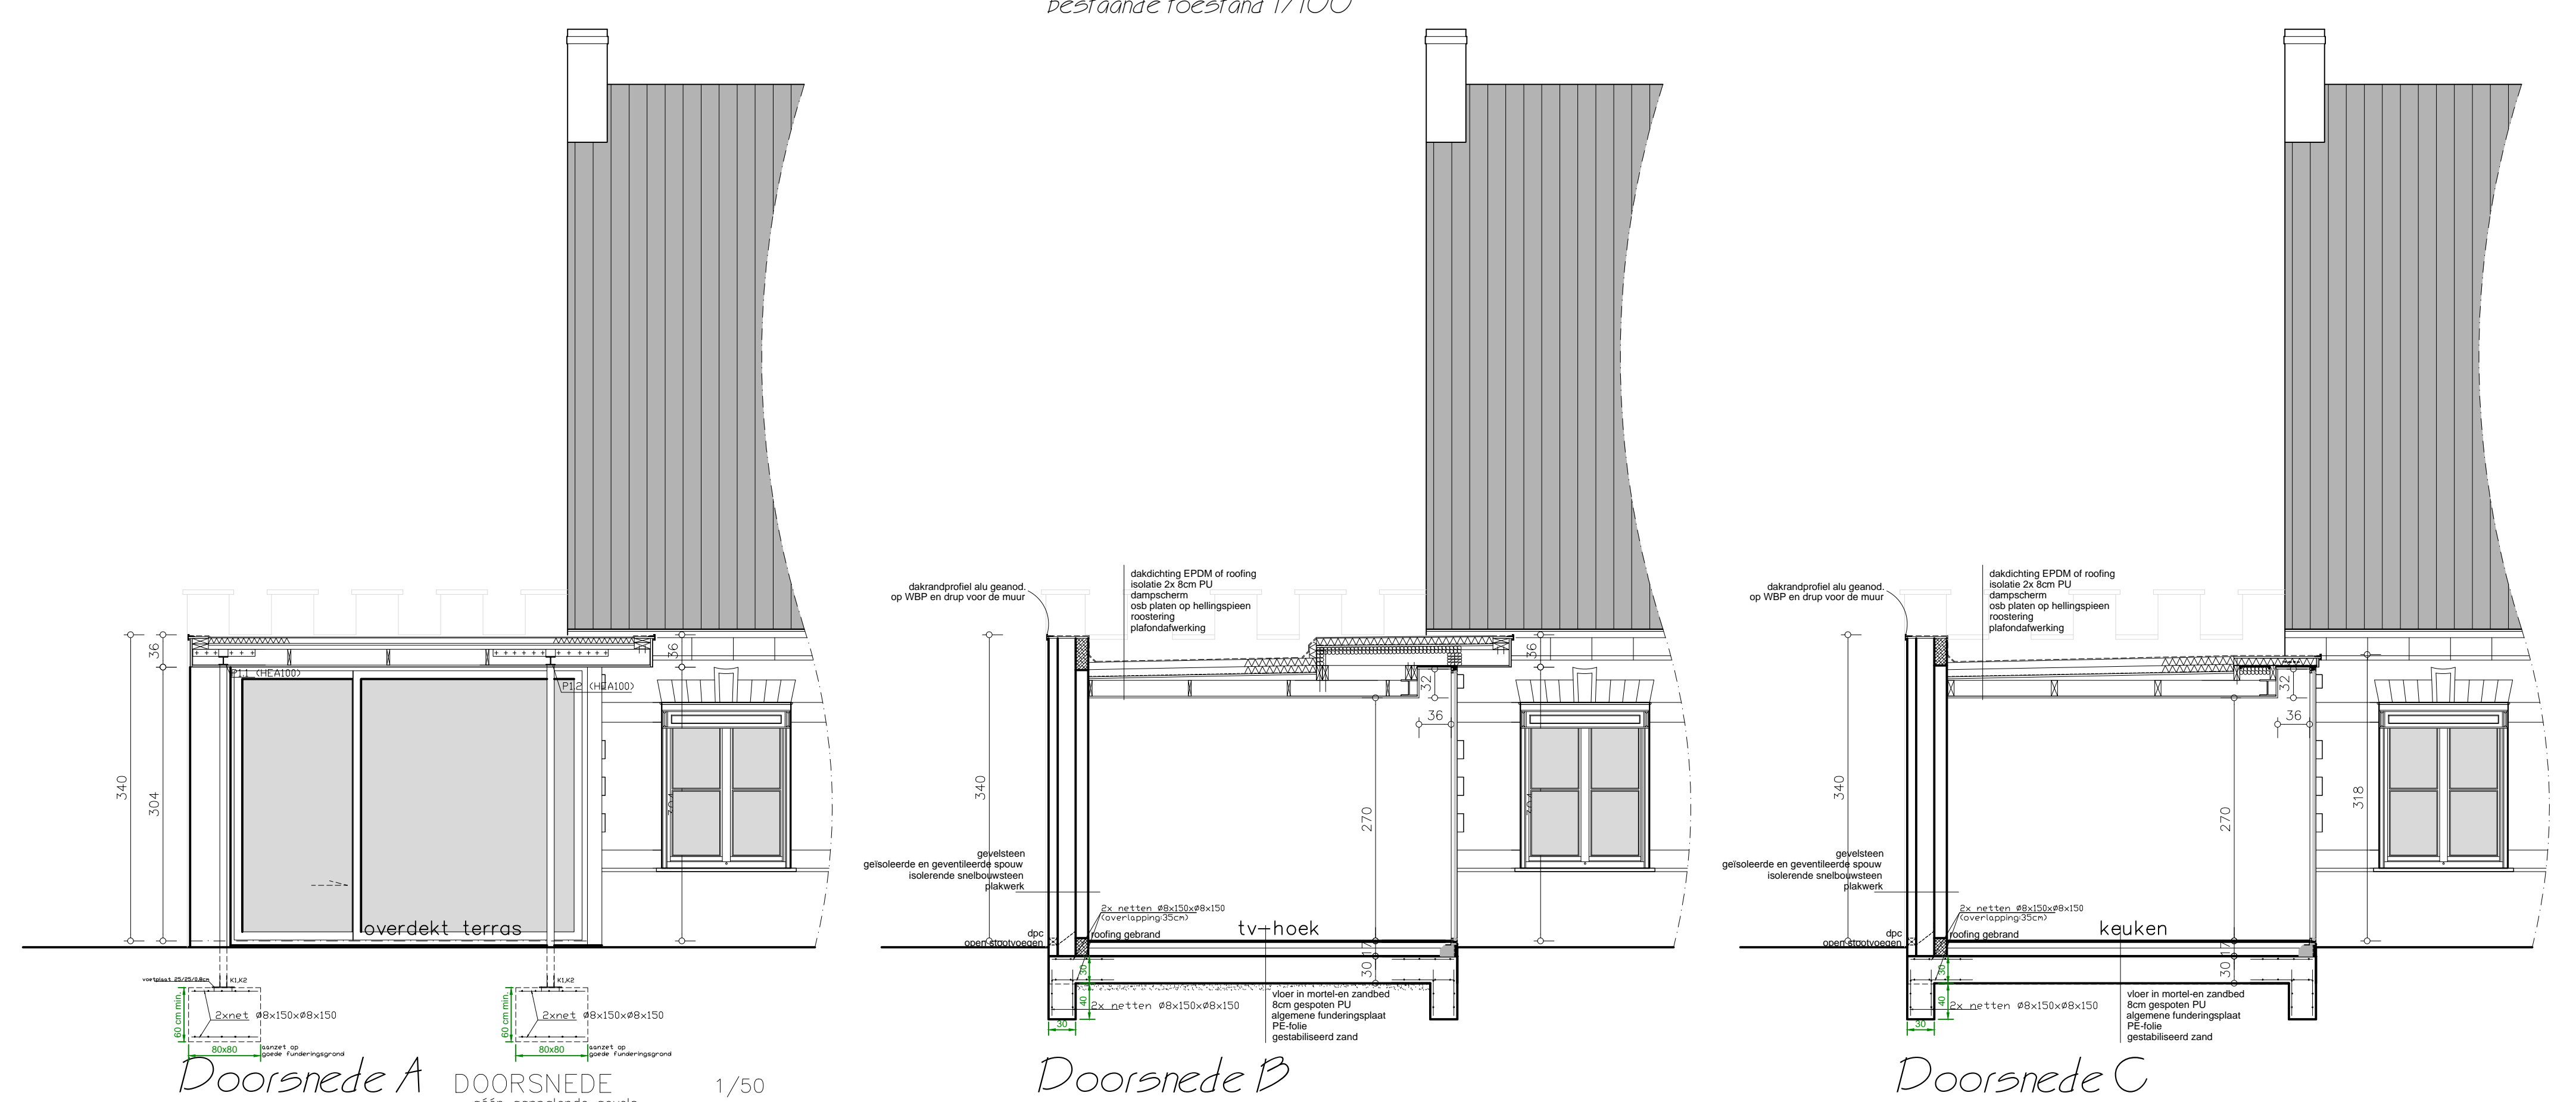 bestaande toestand 1/100
36
340
304
P1.1 (HEA100)
P1.2 (HEA100)
36
overdekt terras
voetplaat 25/25/0.8cm
K1,K2
K1,K2
60 cm min.
2xnet Ø8x150xØ8x150
80x80
aanzet op
goede funderingsgrond
60 cm min.
2xnet Ø8x150xØ8x150
80x80
aanzet op
goede funderingsgrond
Doorsnede A
DOORSNEDE
1/50
dakrandprofiel alu geanod.
op WBP en drup voor de muur
dakdichting EPDM of roofing
isolatie 2x 8cm PU
dampscherm
osb platen op hellingspieen
roostering
plafondafwerking
36
32
36
340
270
gevelsteen
geïsoleerde en geventileerde spouw
isolerende snelbouwsteen
plakwerk
2x netten Ø8x150xØ8x150
(overlapping:35cm)
dpc
open stootvoegen
roofing gebrand
tv-hoek
17
30
30
40
30
2x netten Ø8x150xØ8x150
vloer in mortel-en zandbed
8cm gespoten PU
algemene funderingsplaat
PE-folie
gestabiliseerd zand
Doorsnede B
dakrandprofiel alu geanod.
op WBP en drup voor de muur
dakdichting EPDM of roofing
isolatie 2x 8cm PU
dampscherm
osb platen op hellingspieen
roostering
plafondafwerking
32
36
340
270
318
gevelsteen
geïsoleerde en geventileerde spouw
isolerende snelbouwsteen
plakwerk
2x netten Ø8x150xØ8x150
(overlapping:35cm)
dpc
open stootvoegen
roofing gebrand
keuken
17
30
30
40
30
2x netten Ø8x150xØ8x150
vloer in mortel-en zandbed
8cm gespoten PU
algemene funderingsplaat
PE-folie
gestabiliseerd zand
Doorsnede C